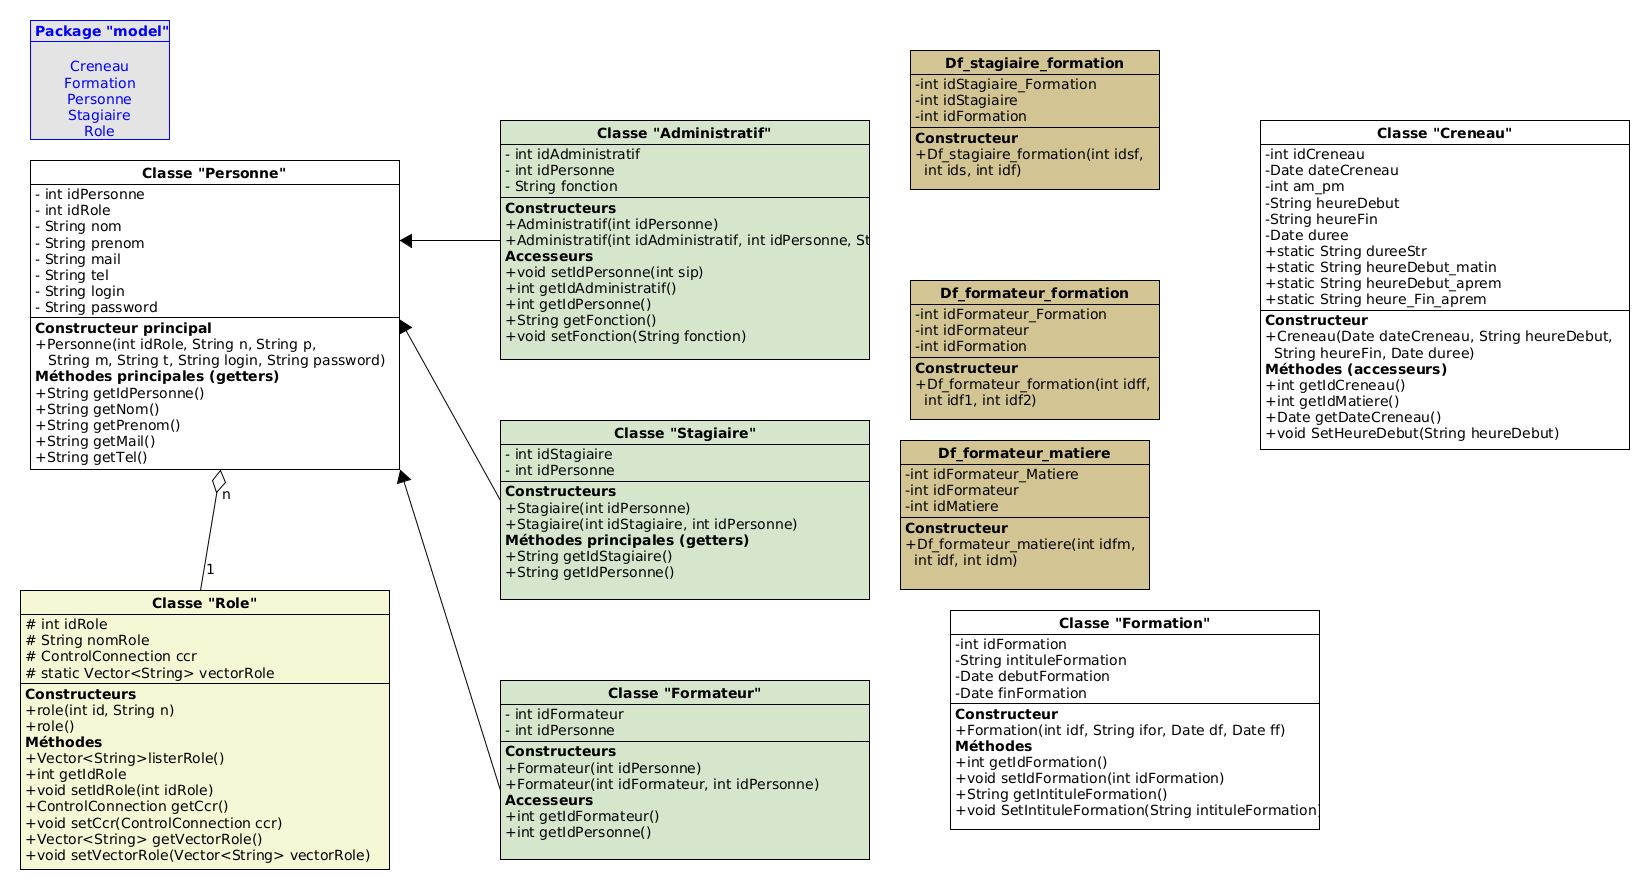 Package "model"
Creneau
Formation
Personne
Stagiaire
Role
Classe "Personne"
- int idPersonne
- int idRole
- String nom
- String prenom
- String mail
- String tel
- String login
- String password
Constructeur principal
+Personne(int idRole, String n, String p,
String m, String t, String login, String password)
Méthodes principales (getters)
+String getIdPersonne()
+String getNom()
+String getPrenom()
+String getMail()
+String getTel()
n
1
Classe "Role"
# int idRole
# String nomRole
# ControlConnection ccr
# static Vector<String> vectorRole
Constructeurs
+role(int id, String n)
+role()
Méthodes
+Vector<String>listerRole()
+int getIdRole
+void setIdRole(int idRole)
+ControlConnection getCcr()
+void setCcr(ControlConnection ccr)
+Vector<String> getVectorRole()
+void setVectorRole(Vector<String> vectorRole)
Classe "Administratif"
- int idAdministratif
- int idPersonne
- String fonction
Constructeurs
+Administratif(int idPersonne)
+Administratif(int idAdministratif, int idPersonne, St
Accesseurs
+void setIdPersonne(int sip)
+int getIdAdministratif()
+int getIdPersonne()
+String getFonction()
+void setFonction(String fonction)
Classe "Stagiaire"
- int idStagiaire
- int idPersonne
Constructeurs
+Stagiaire(int idPersonne)
+Stagiaire(int idStagiaire, int idPersonne)
Méthodes principales (getters)
+String getIdStagiaire()
+String getIdPersonne()
Classe "Formateur"
- int idFormateur
- int idPersonne
Constructeurs
+Formateur(int idPersonne)
+Formateur(int idFormateur, int idPersonne)
Accesseurs
+int getIdFormateur()
+int getIdPersonne()
Df_stagiaire_formation
-int idStagiaire_Formation
-int idStagiaire
-int idFormation
Constructeur
+Df_stagiaire_formation(int idsf,
int ids, int idf)
Df_formateur_formation
-int idFormateur_Formation
-int idFormateur
-int idFormation
Constructeur
+Df_formateur_formation(int idff,
int idf1, int idf2)
Df_formateur_matiere
-int idFormateur_Matiere
-int idFormateur
-int idMatiere
Constructeur
+Df_formateur_matiere(int idfm,
int idf, int idm)
Classe "Formation"
-int idFormation
-String intituleFormation
-Date debutFormation
-Date finFormation
Constructeur
+Formation(int idf, String ifor, Date df, Date ff)
Méthodes
+int getIdFormation()
+void setIdFormation(int idFormation)
+String getIntituleFormation()
+void SetIntituleFormation(String intituleFormation)
Classe "Creneau"
-int idCreneau
-Date dateCreneau
-int am_pm
-String heureDebut
-String heureFin
-Date duree
+static String dureeStr
+static String heureDebut_matin
+static String heureDebut_aprem
+static String heure_Fin_aprem
Constructeur
+Creneau(Date dateCreneau, String heureDebut,
String heureFin, Date duree)
Méthodes (accesseurs)
+int getIdCreneau()
+int getIdMatiere()
+Date getDateCreneau()
+void SetHeureDebut(String heureDebut)